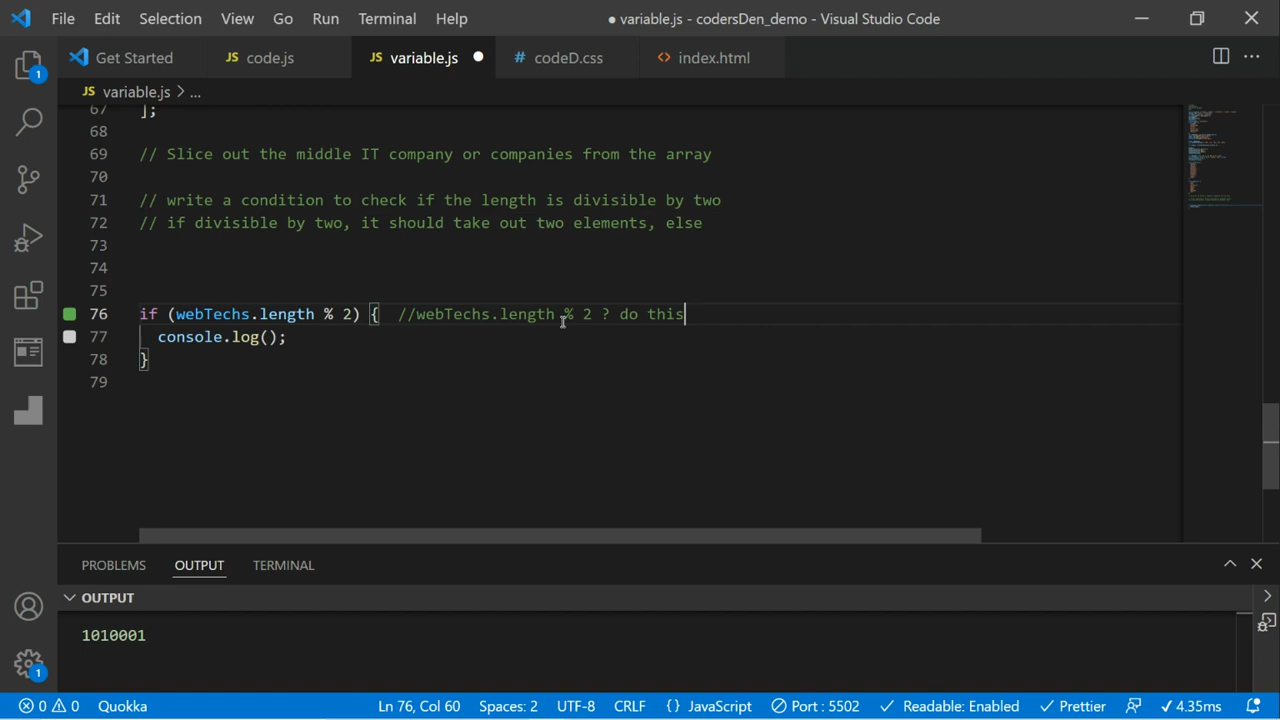 File Edit Selection View Go Run Terminal Help ● variable.js - codersDen_demo - Visual Studio Code
Get Started JS code.js JS variable.js # codeD.css <> index.html
JS variable.js > ...
67 ];
68
69 // Slice out the middle IT company or companies from the array
70
71 // write a condition to check if the length is divisible by two
72 // if divisible by two, it should take out two elements, else
73
74
75
76 if (webTechs.length % 2) { //webTechs.length % 2 ? do this
77 console.log();
78 }
79
PROBLEMS OUTPUT TERMINAL
OUTPUT
1010001
1
1
0 0 Quokka Ln 76, Col 60 Spaces: 2 UTF-8 CRLF {} JavaScript Port : 5502 ✓ Readable: Enabled ✓ Prettier ✓ 4.35ms